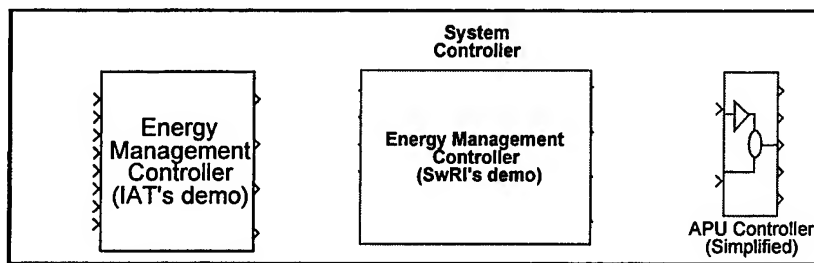 System
Controller
Energy
Management
Controller
(IAT's demo)
Energy Management
Controller
(SwRI's demo)
APU Controller
(Simplified)